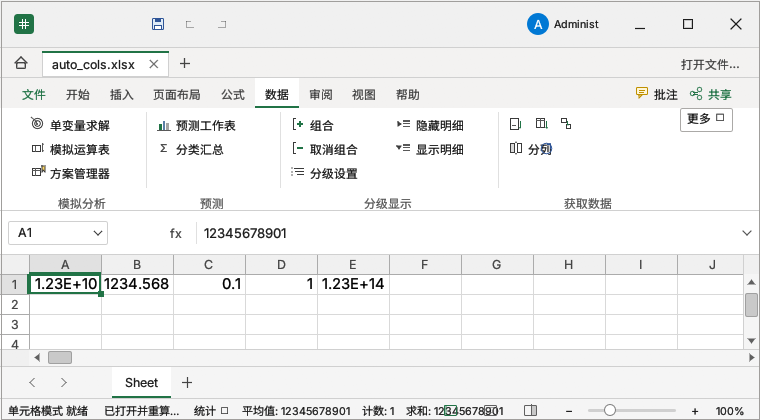 A Administ
auto_cols.xlsx
打开文件...
文件 开始 插入 页面布局 公式 数据 审阅 视图 帮助 批注 共享
更多
单变量求解 预测工作表 组合 隐藏明细
模拟运算表 Σ 分类汇总 取消组合 显示明细 分列
方案管理器 分级设置
模拟分析 预测 分级显示 获取数据
A1 fx 12345678901
A B C D E F G H I J
1 1.23E+10 1234.568 0.1 1 1.23E+14
2
3
4
Sheet
单元格模式 就绪 已打开并重算... 统计 平均值: 12345678901 计数: 1 求和: 12345678901 − + 100%